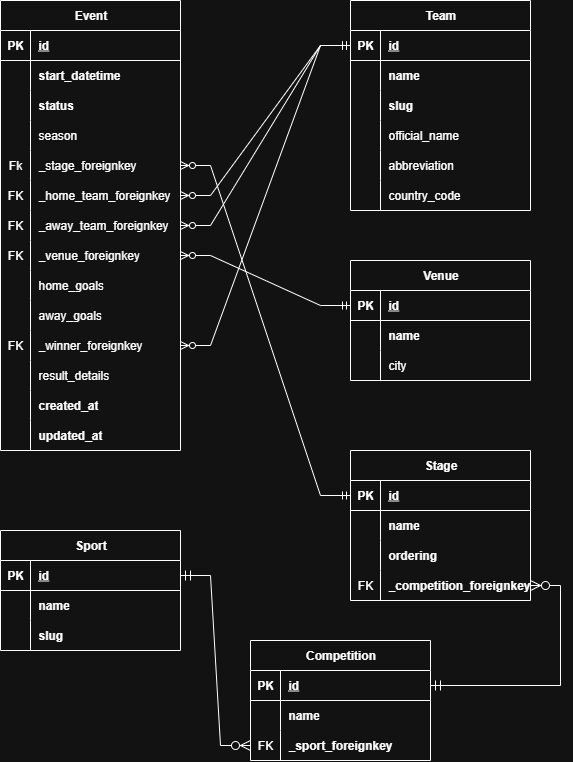 Event
PK id
start_datetime
status
season
Fk _stage_foreignkey
FK _home_team_foreignkey
FK _away_team_foreignkey
FK _venue_foreignkey
home_goals
away_goals
FK _winner_foreignkey
result_details
created_at
updated_at
Team
PK id
name
slug
official_name
abbreviation
country_code
Venue
PK id
name
city
Stage
PK id
name
ordering
FK _competition_foreignkey
Sport
PK id
name
slug
Competition
PK id
name
FK _sport_foreignkey